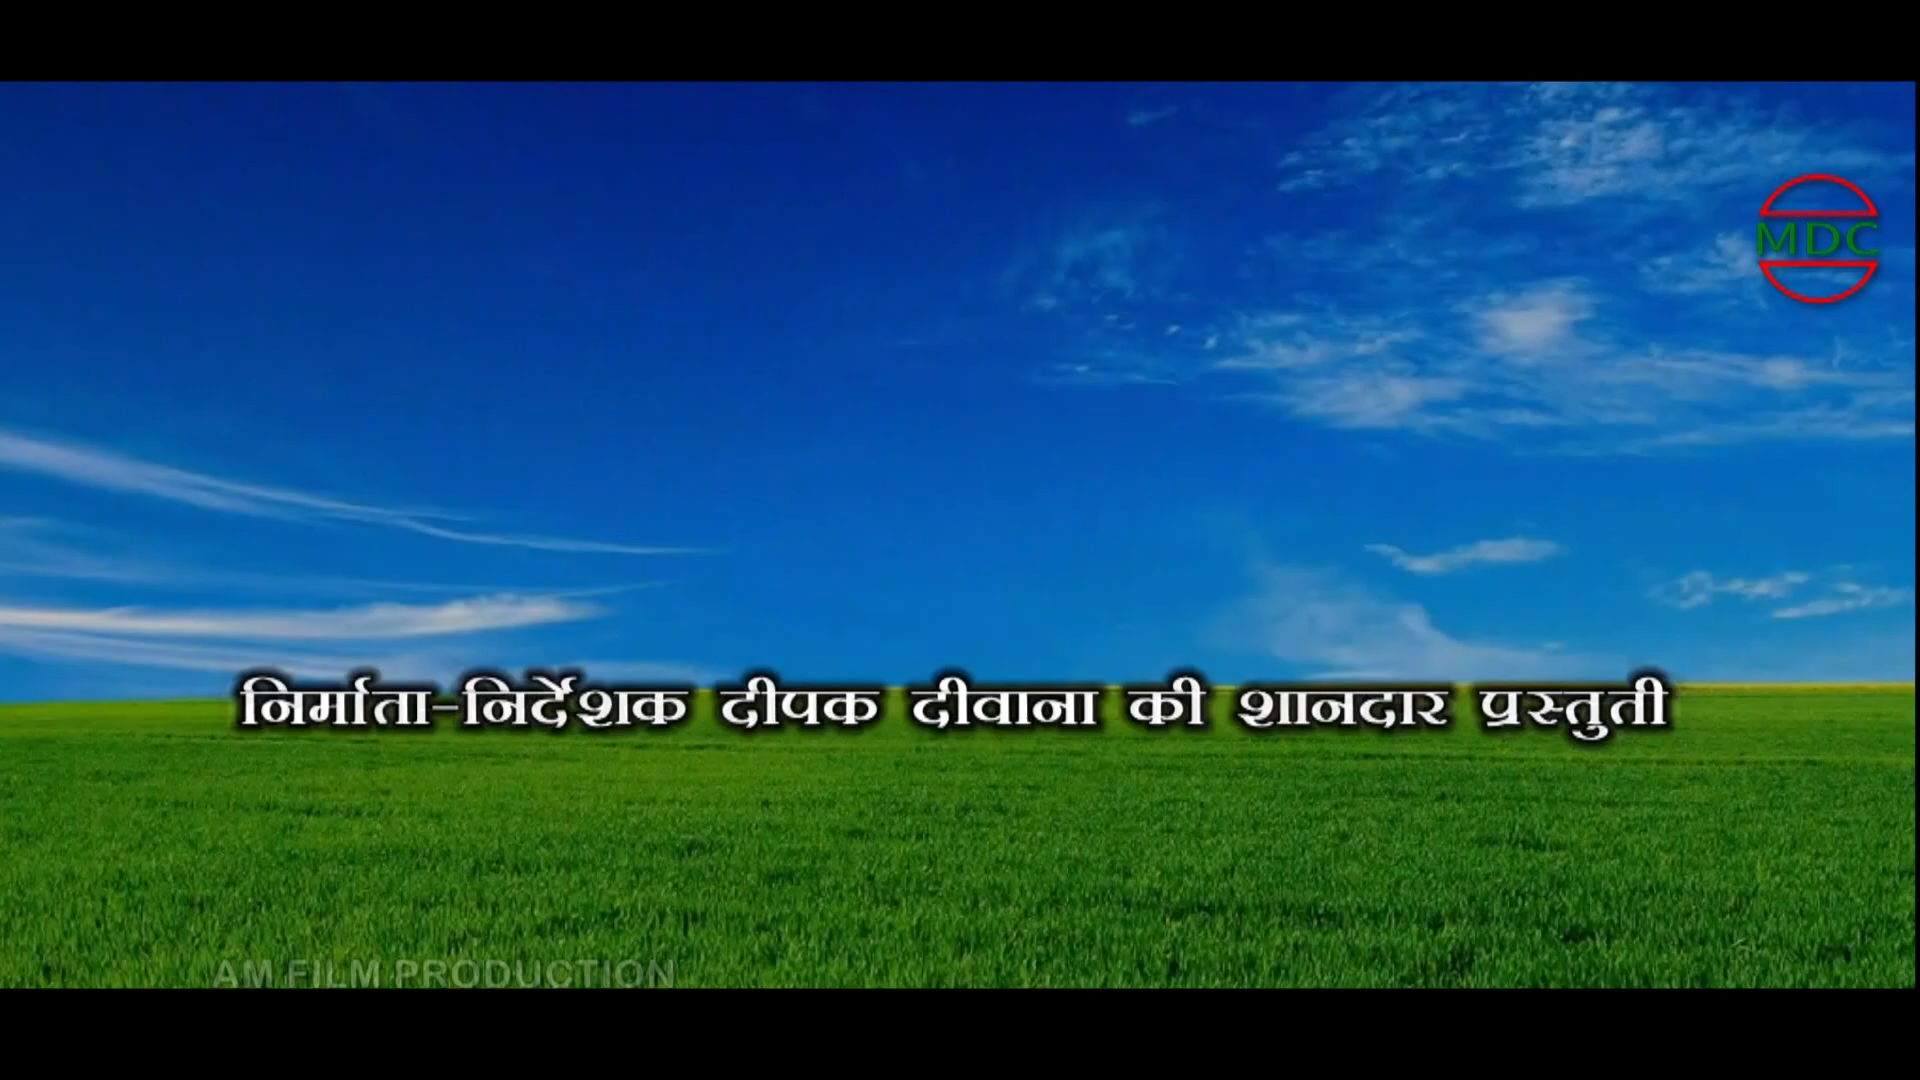 MDC
निर्माता-निर्देशक दीपक दीवाना की शानदार प्रस्तुती
AM FILM PRODUCTION